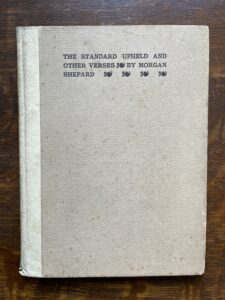 THE STANDARD UPHELD AND
OTHER VERSES BY MORGAN
SHEPARD